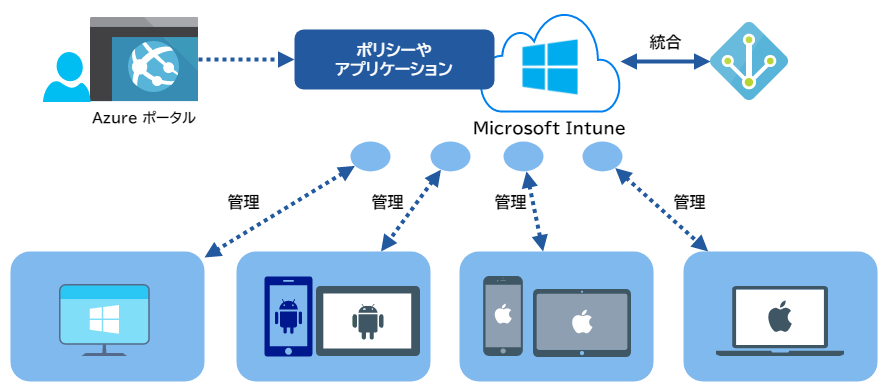 ポリシーや
アプリケーション
統合
Azure ポータル
Microsoft Intune
管理
管理
管理
管理